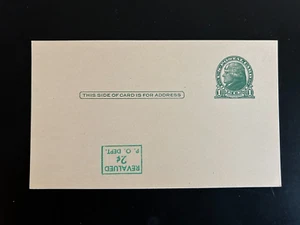 THIS SIDE OF CARD IS FOR ADDRESS
REVALUED
2¢
P. O. DEPT.